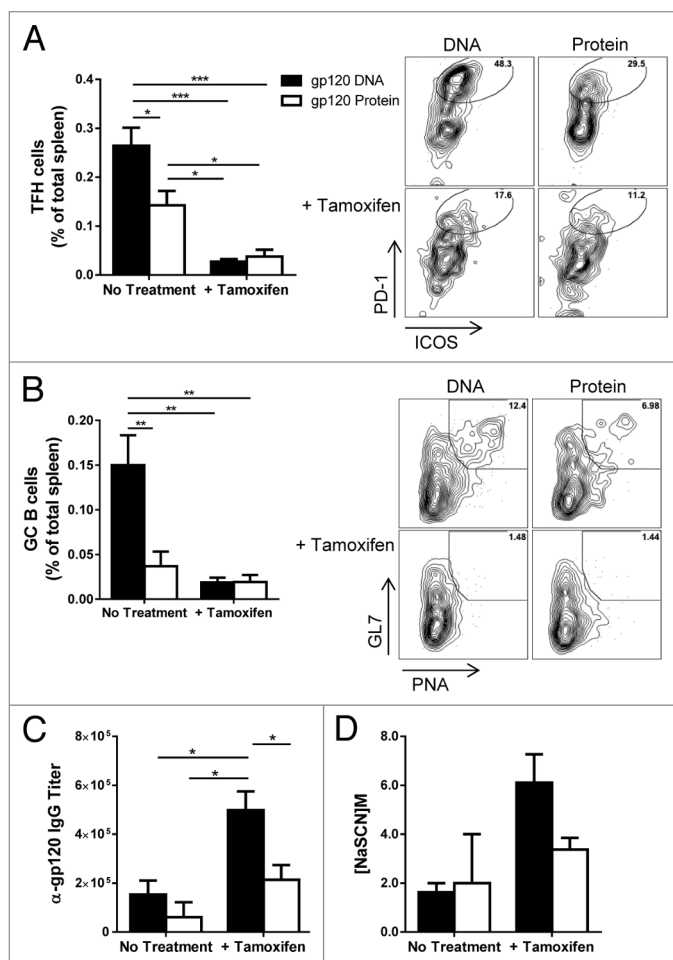 A
TFH cells
(% of total spleen)
0.4
0.3
0.2
0.1
0.0
***
***
*
*
*
No Treatment
+ Tamoxifen
gp120 DNA
gp120 Protein
DNA
Protein
48.3
29.5
+ Tamoxifen
17.6
11.2
PD-1
ICOS
B
GC B cells
(% of total spleen)
0.20
0.15
0.10
0.05
0.00
**
**
**
No Treatment
+ Tamoxifen
DNA
Protein
12.4
6.98
+ Tamoxifen
1.48
1.44
GL7
PNA
C
α-gp120 IgG Titer
8×10⁵
6×10⁵
4×10⁵
2×10⁵
0
*
*
*
No Treatment
+ Tamoxifen
D
[NaSCN]M
8.0
6.0
4.0
2.0
0.0
No Treatment
+ Tamoxifen